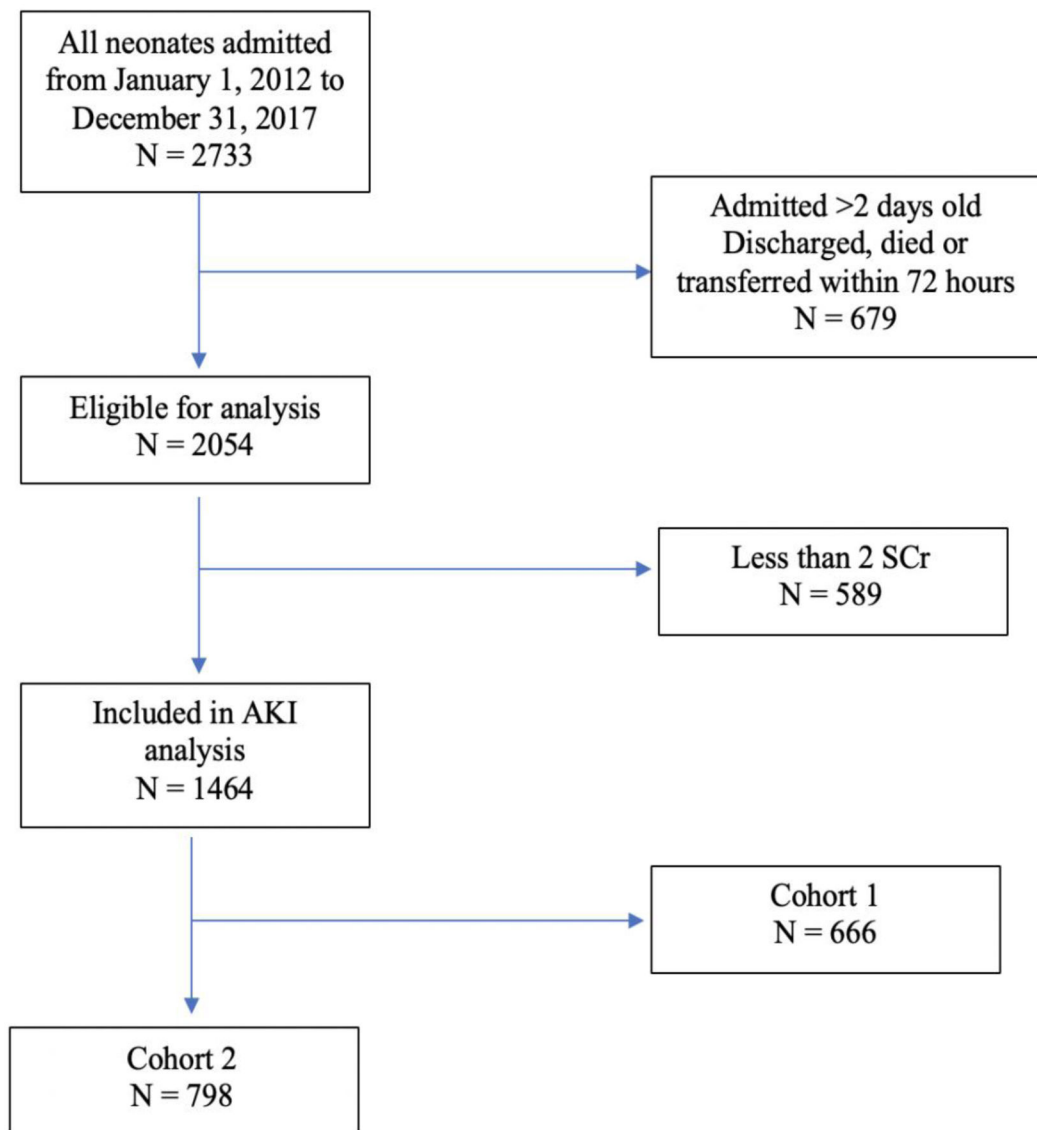 All neonates admitted
from January 1, 2012 to
December 31, 2017
N = 2733
Admitted >2 days old
Discharged, died or
transferred within 72 hours
N = 679
Eligible for analysis
N = 2054
Less than 2 SCr
N = 589
Included in AKI
analysis
N = 1464
Cohort 1
N = 666
Cohort 2
N = 798